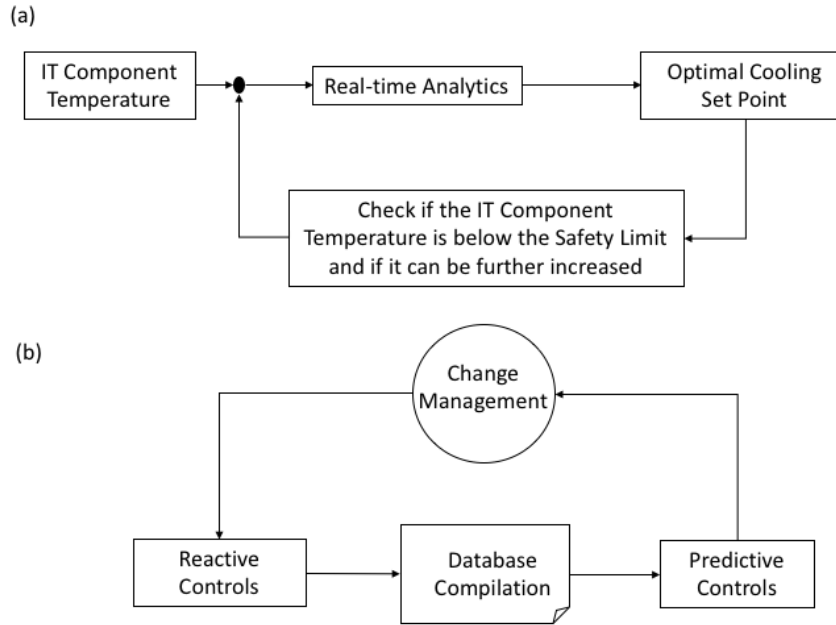 (a)
IT Component
Temperature
Real-time Analytics
Optimal Cooling
Set Point
Check if the IT Component
Temperature is below the Safety Limit
and if it can be further increased
(b)
Change
Management
Reactive
Controls
Database
Compilation
Predictive
Controls